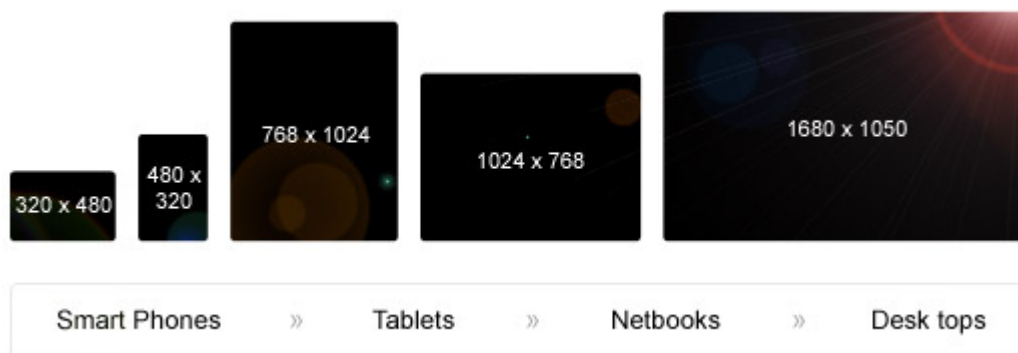 320 x 480
480 x
320
768 x 1024
1024 x 768
1680 x 1050
Smart Phones » Tablets » Netbooks » Desk tops